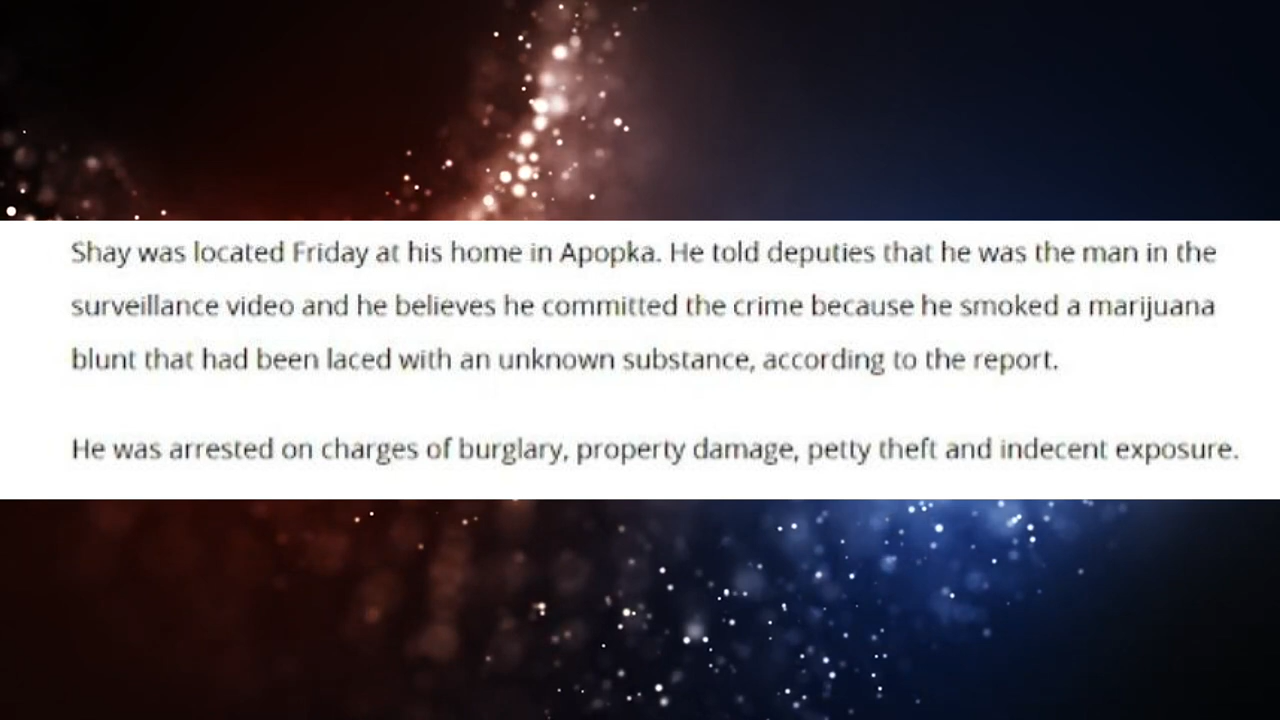 Shay was located Friday at his home in Apopka. He told deputies that he was the man in the
surveillance video and he believes he committed the crime because he smoked a marijuana
blunt that had been laced with an unknown substance, according to the report.
He was arrested on charges of burglary, property damage, petty theft and indecent exposure.